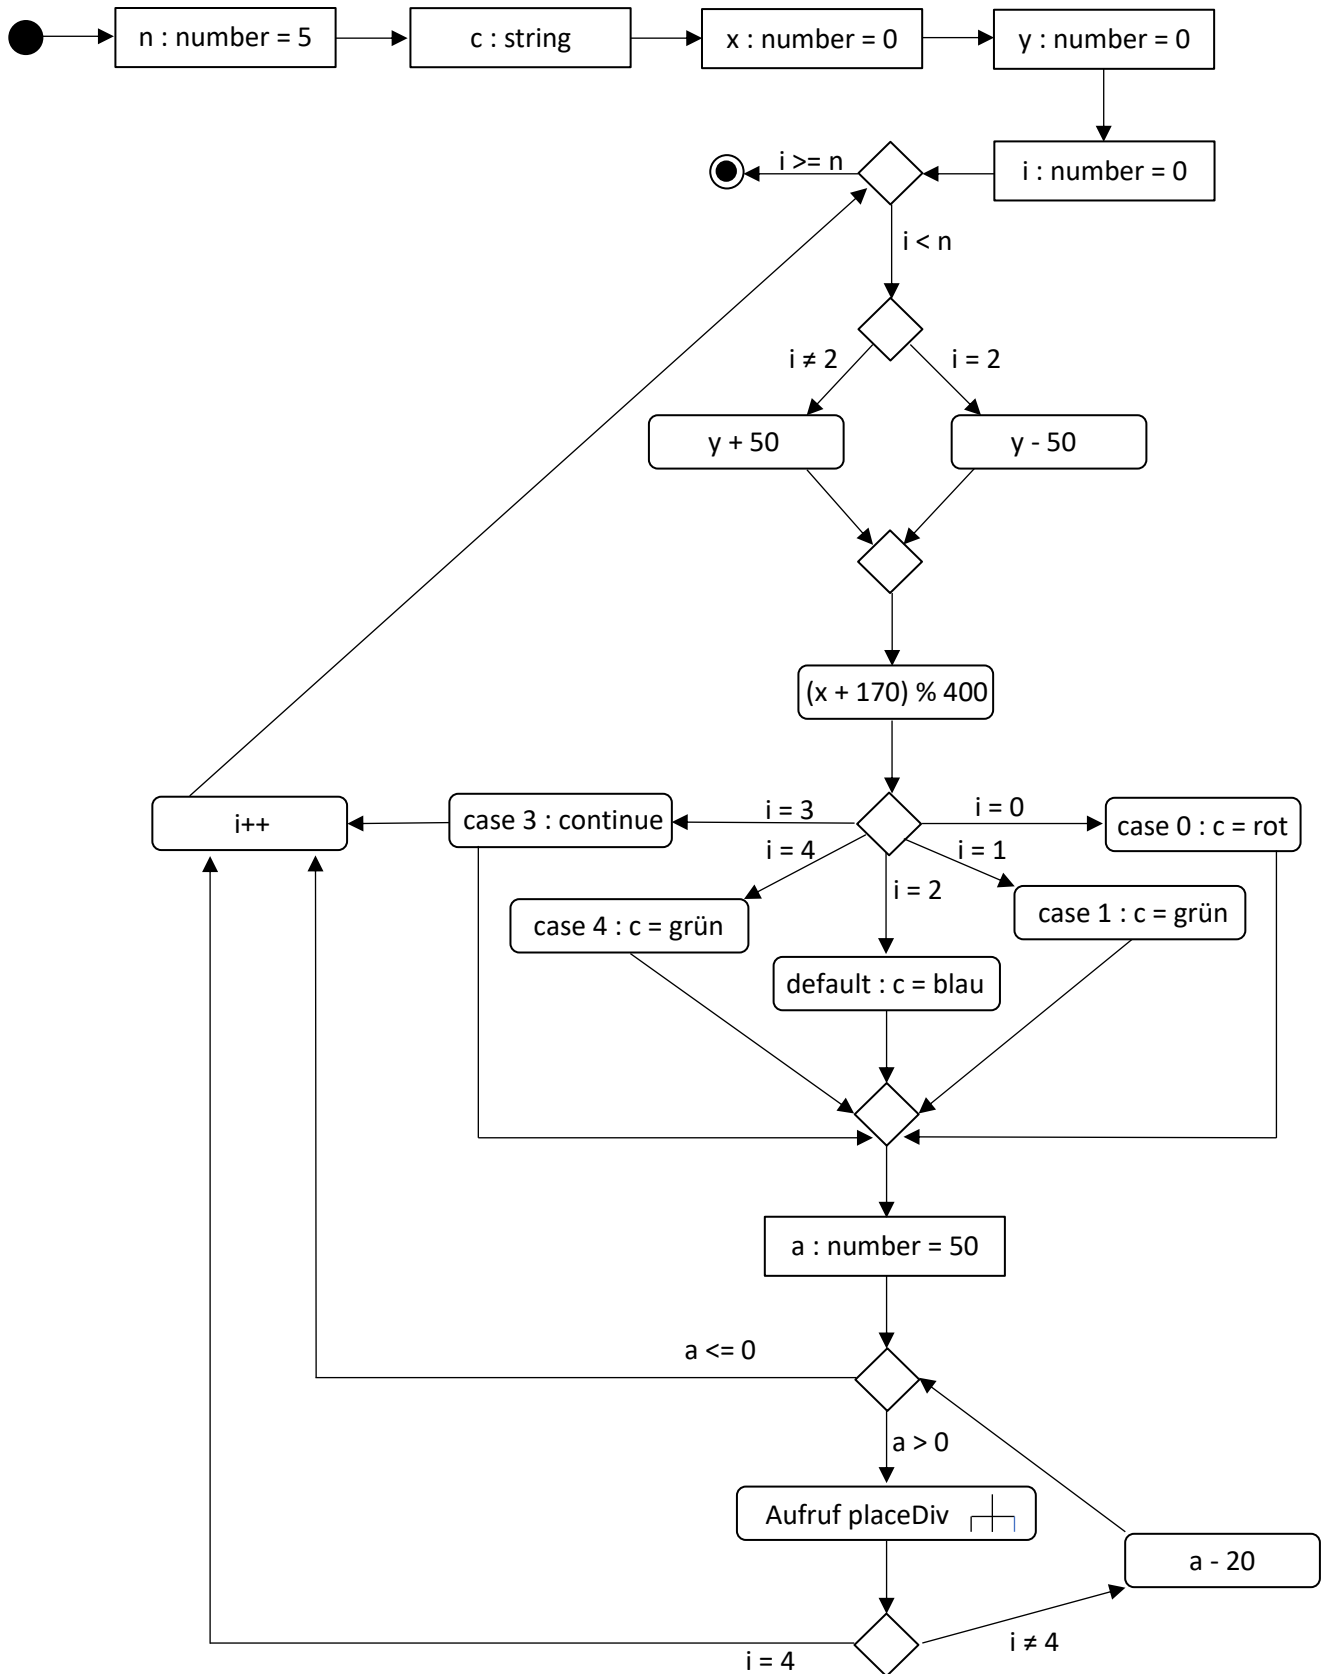 n : number = 5
c : string
x : number = 0
y : number = 0
i >= n
i : number = 0
i < n
i ≠ 2
i = 2
y + 50
y - 50
(x + 170) % 400
i++
case 3 : continue
i = 3
i = 0
case 0 : c = rot
i = 4
i = 1
i = 2
case 4 : c = grün
case 1 : c = grün
default : c = blau
a : number = 50
a <= 0
a > 0
Aufruf placeDiv
a - 20
i ≠ 4
i = 4